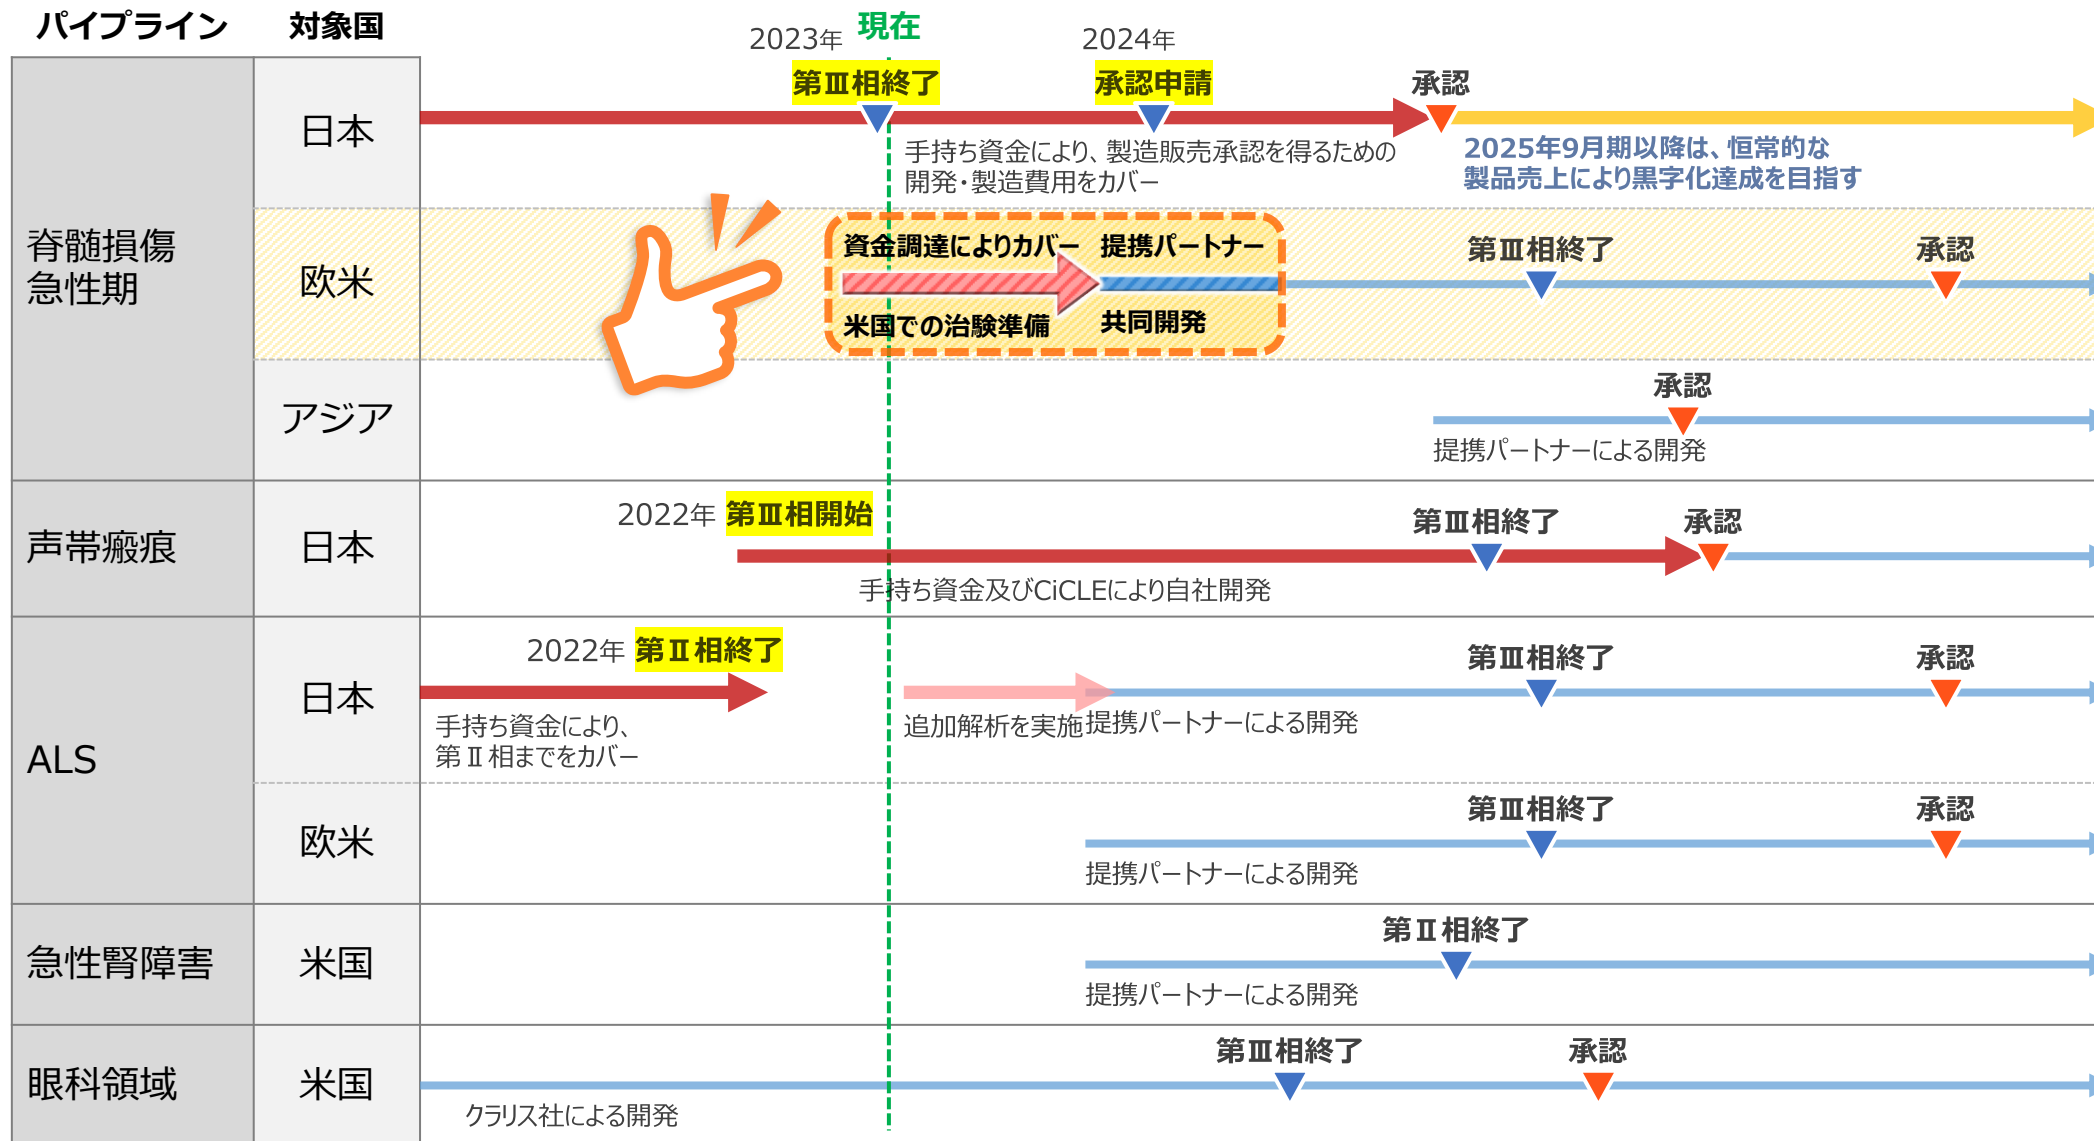 パイプライン
対象国
2023年
現在
2024年
脊髄損傷
急性期
日本
第Ⅲ相終了
承認申請
承認
手持ち資金により、製造販売承認を得るための
開発・製造費用をカバー
2025年9月期以降は、恒常的な
製品売上により黒字化達成を目指す
欧米
資金調達によりカバー
提携パートナー
米国での治験準備
共同開発
第Ⅲ相終了
承認
アジア
承認
提携パートナーによる開発
声帯瘢痕
日本
2022年 第Ⅲ相開始
第Ⅲ相終了
承認
手持ち資金及びCiCLEにより自社開発
ALS
日本
2022年 第Ⅱ相終了
第Ⅲ相終了
承認
手持ち資金により、
第Ⅱ相までをカバー
追加解析を実施
提携パートナーによる開発
欧米
第Ⅲ相終了
承認
提携パートナーによる開発
急性腎障害
米国
第Ⅱ相終了
提携パートナーによる開発
眼科領域
米国
第Ⅲ相終了
承認
クラリス社による開発